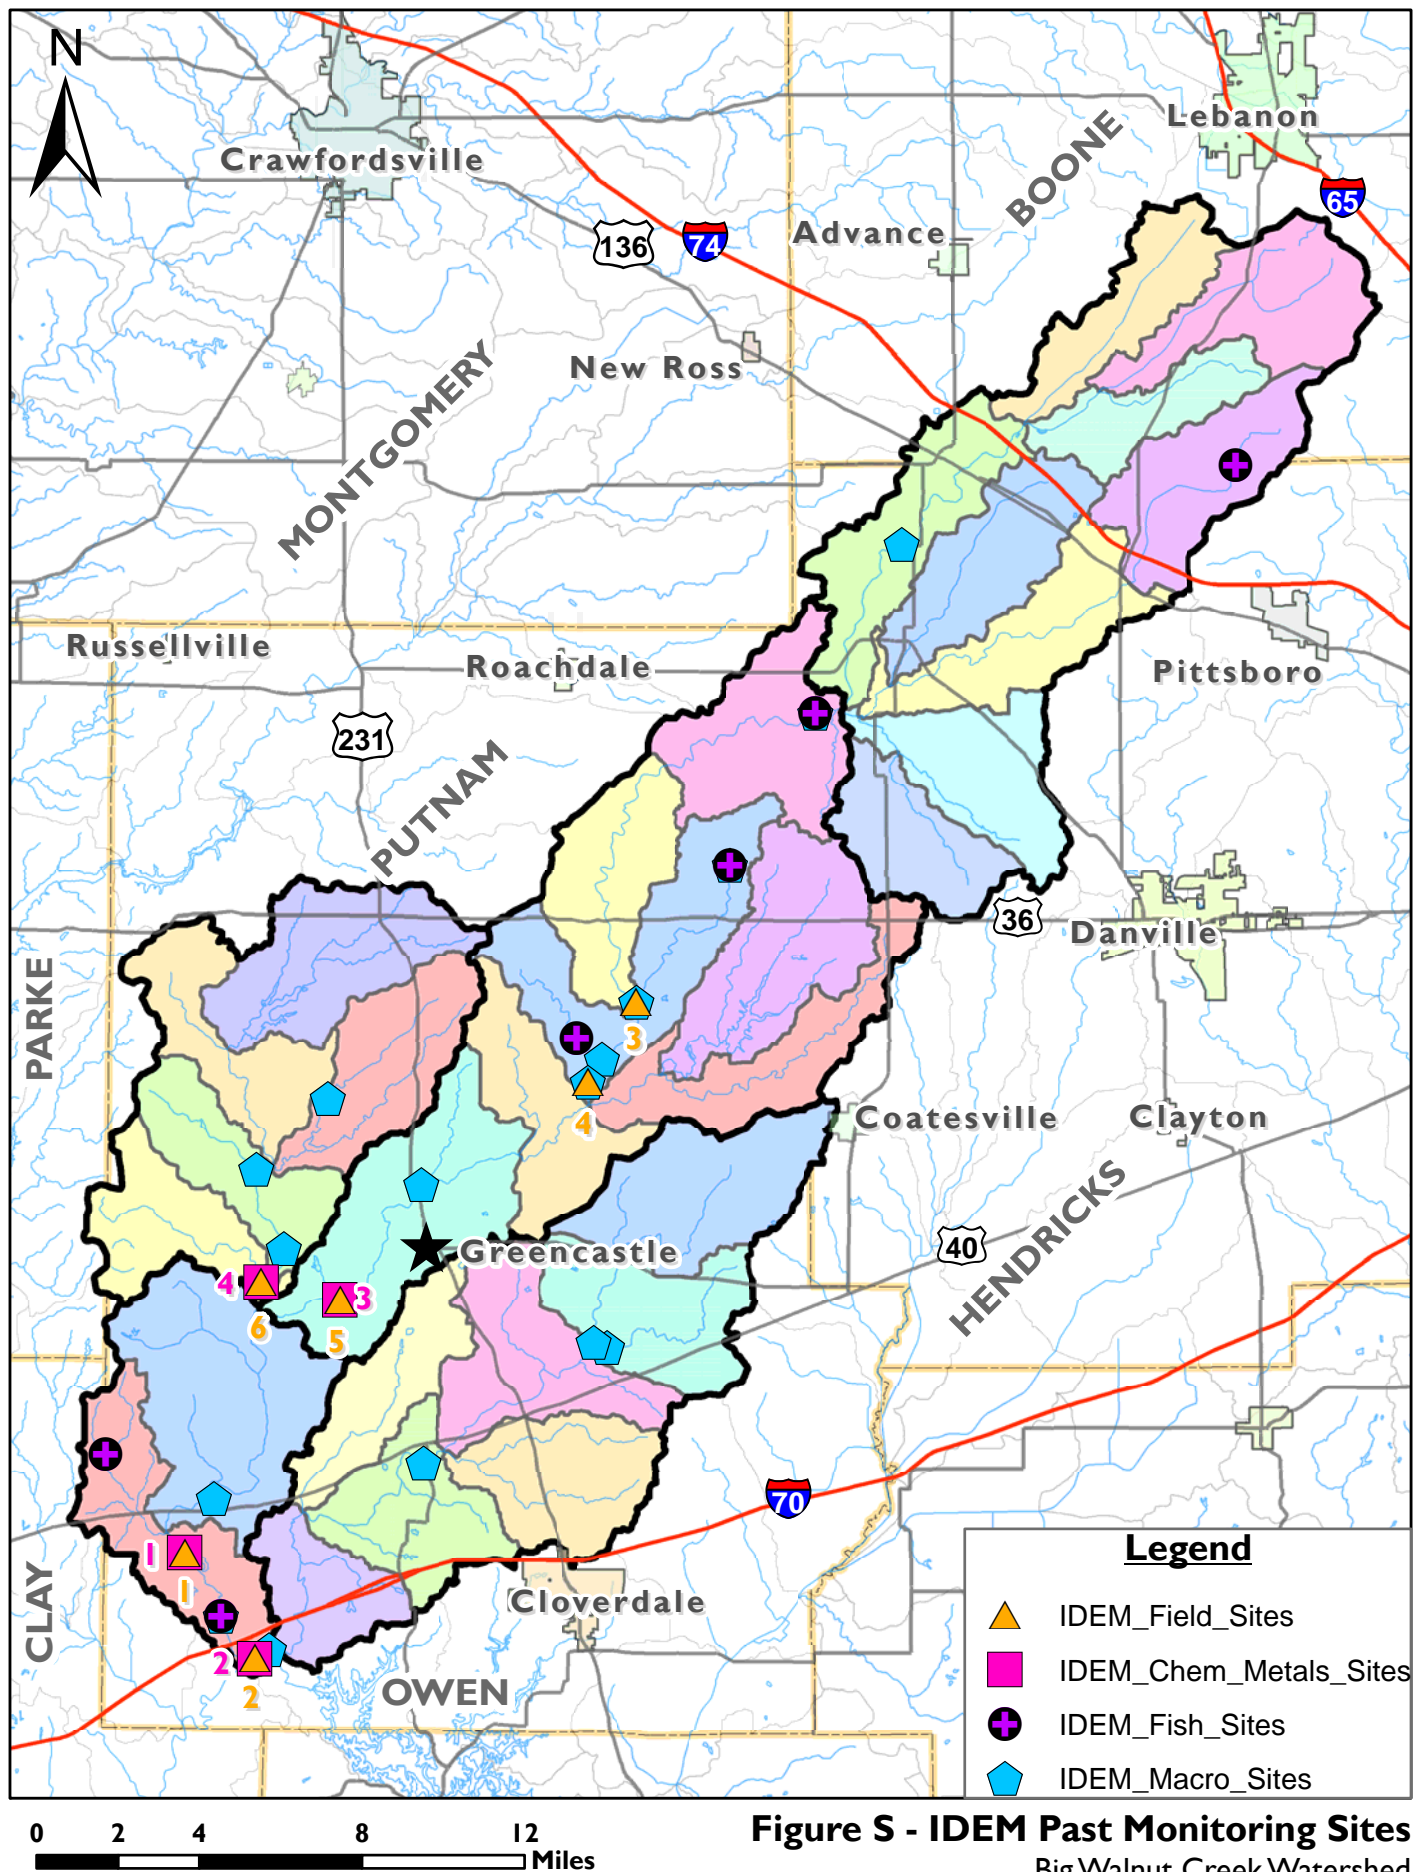 N
Lebanon
Crawfordsville
BOONE
65
136
74
Advance
New Ross
MONTGOMERY
Russellville
Roachdale
Pittsboro
231
PUTNAM
36
Danville
PARKE
3
Coatesville
Clayton
4
HENDRICKS
Greencastle
40
4
3
6
5
70
Legend
1
1
CLAY
Cloverdale
IDEM_Field_Sites
2
IDEM_Chem_Metals_Sites
2
OWEN
IDEM_Fish_Sites
IDEM_Macro_Sites
0 2 4 8 12
Miles
Figure S - IDEM Past Monitoring Sites
Big Walnut Creek Watershed